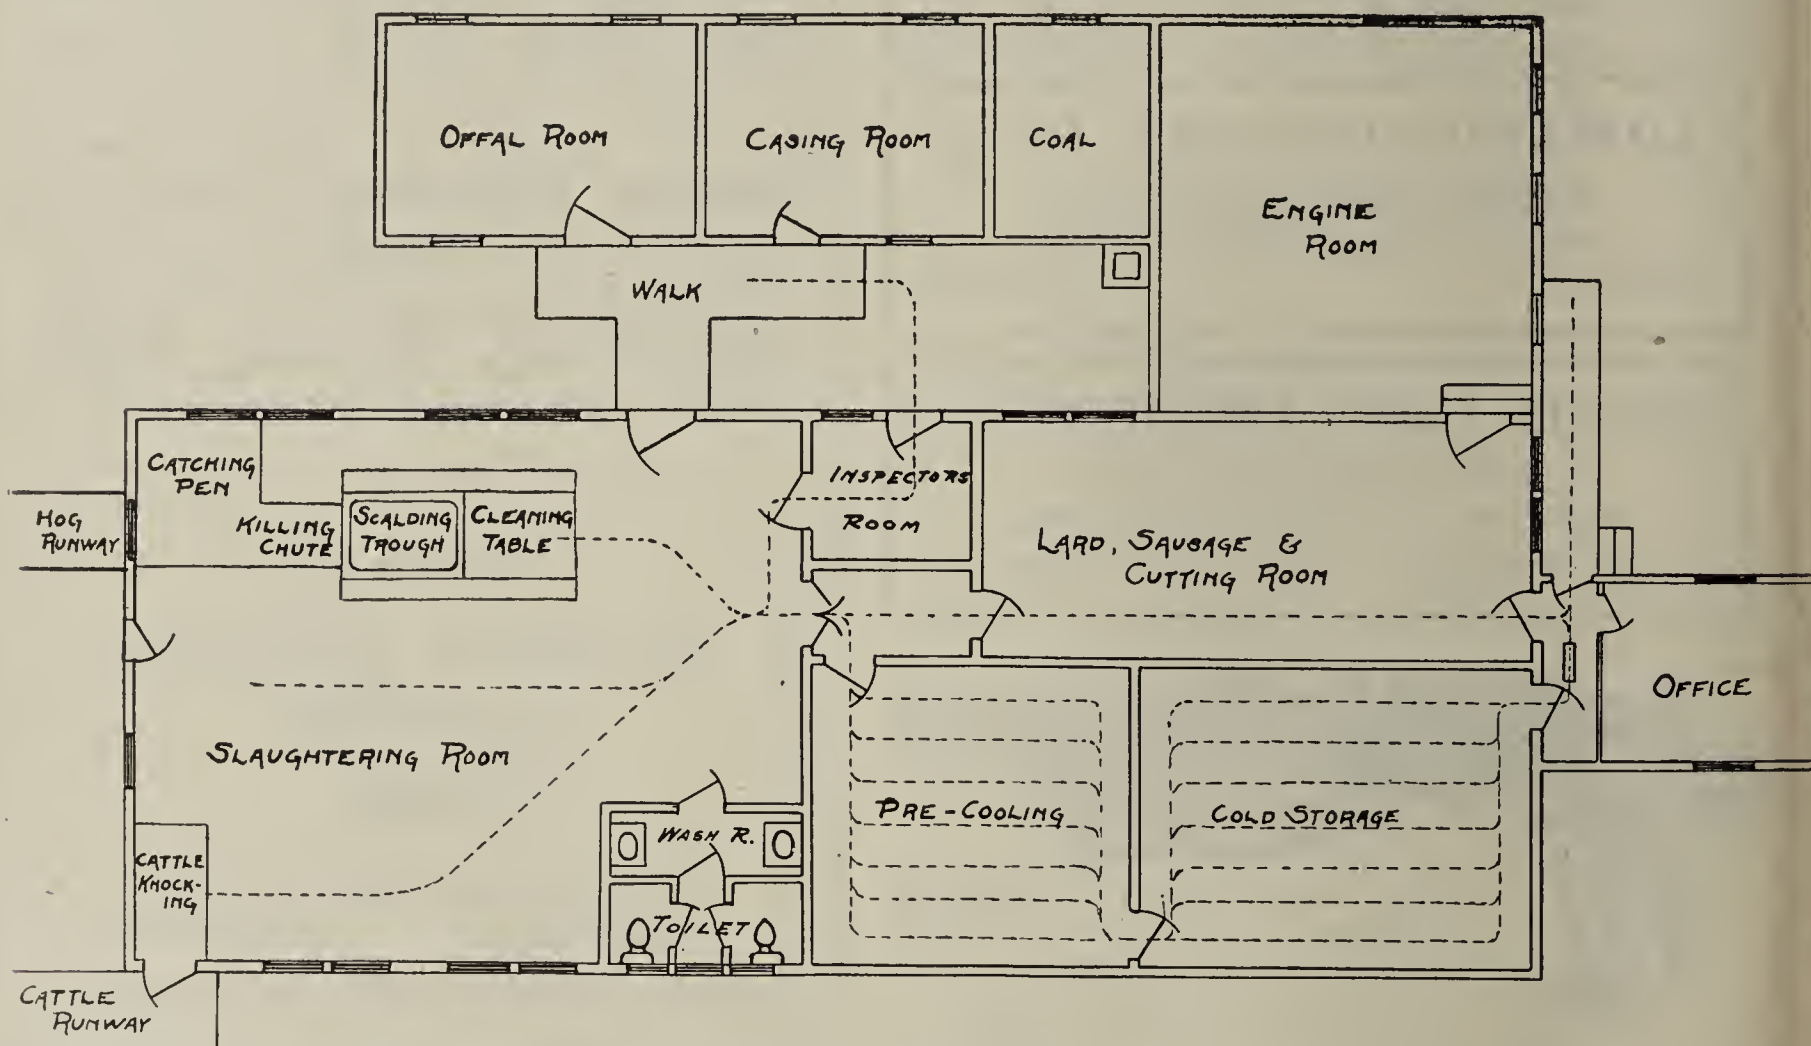 OFFAL ROOM
CASING ROOM
COAL
ENGINE
ROOM
WALK
CATCHING
PEN
INSPECTORS
ROOM
HOG
RUNWAY
KILLING
CHUTE
SCALDING
TROUGH
CLEANING
TABLE
LARD, SAUSAGE &
CUTTING ROOM
OFFICE
SLAUGHTERING ROOM
PRE-COOLING
COLD STORAGE
WASH R.
CATTLE
KNOCK-
ING
TOILET
CATTLE
RUNWAY